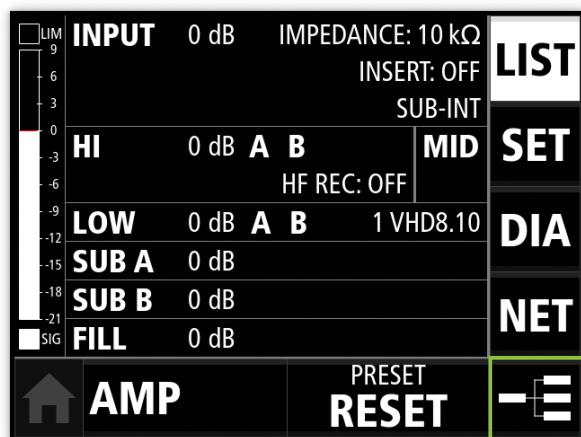 LIM
9
6
3
0
-3
-6
-9
-12
-15
-18
-21
SIG
INPUT 0 dB IMPEDANCE: 10 kΩ
INSERT: OFF
SUB-INT
HI 0 dB A B MID
HF REC: OFF
LOW 0 dB A B 1 VHD8.10
SUB A 0 dB
SUB B 0 dB
FILL 0 dB
LIST
SET
DIA
NET
AMP
PRESET
RESET